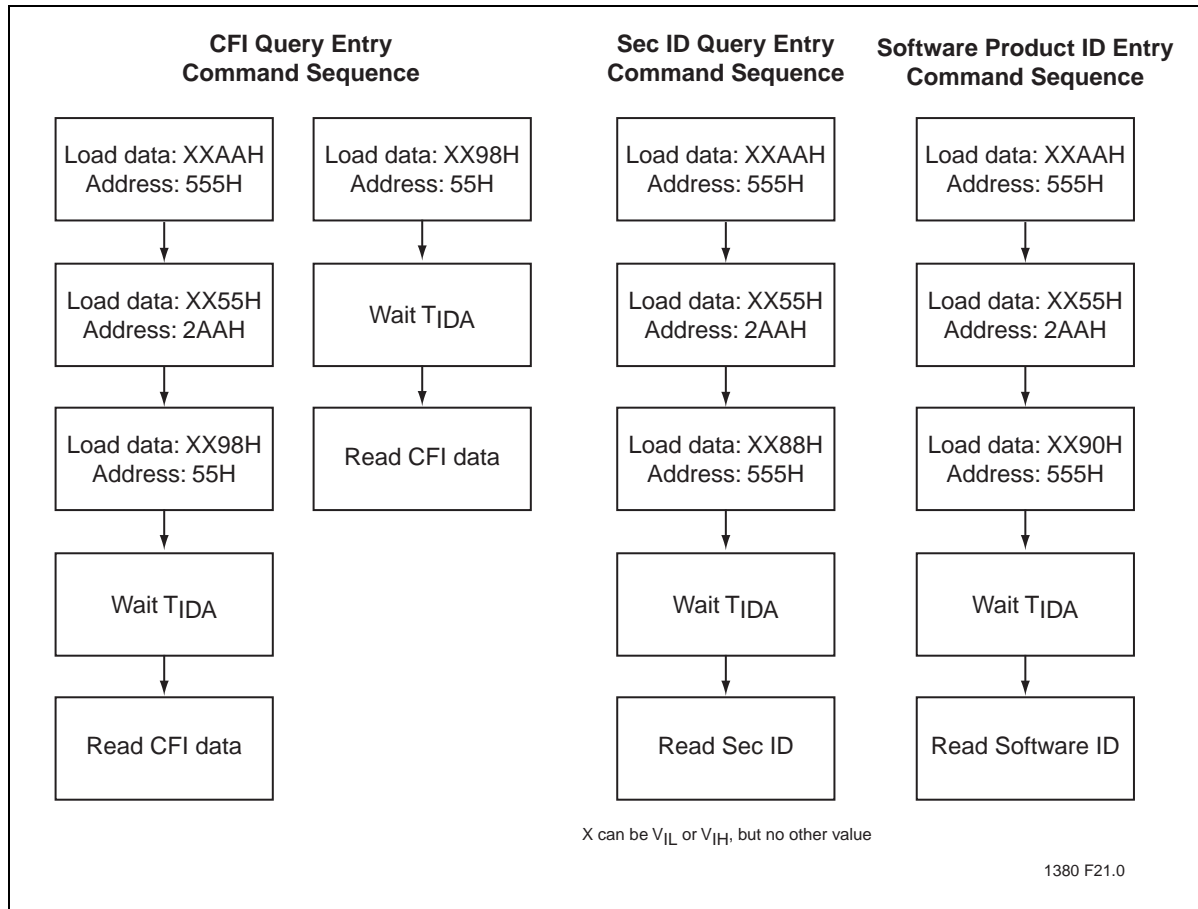 CFI Query Entry
Command Sequence
Load data: XXAAH
Address: 555H
Load data: XX55H
Address: 2AAH
Load data: XX98H
Address: 55H
Wait TIDA
Read CFI data
Load data: XX98H
Address: 55H
Wait TIDA
Read CFI data
Sec ID Query Entry
Command Sequence
Load data: XXAAH
Address: 555H
Load data: XX55H
Address: 2AAH
Load data: XX88H
Address: 555H
Wait TIDA
Read Sec ID
Software Product ID Entry
Command Sequence
Load data: XXAAH
Address: 555H
Load data: XX55H
Address: 2AAH
Load data: XX90H
Address: 555H
Wait TIDA
Read Software ID
X can be VIL or VIH, but no other value
1380 F21.0